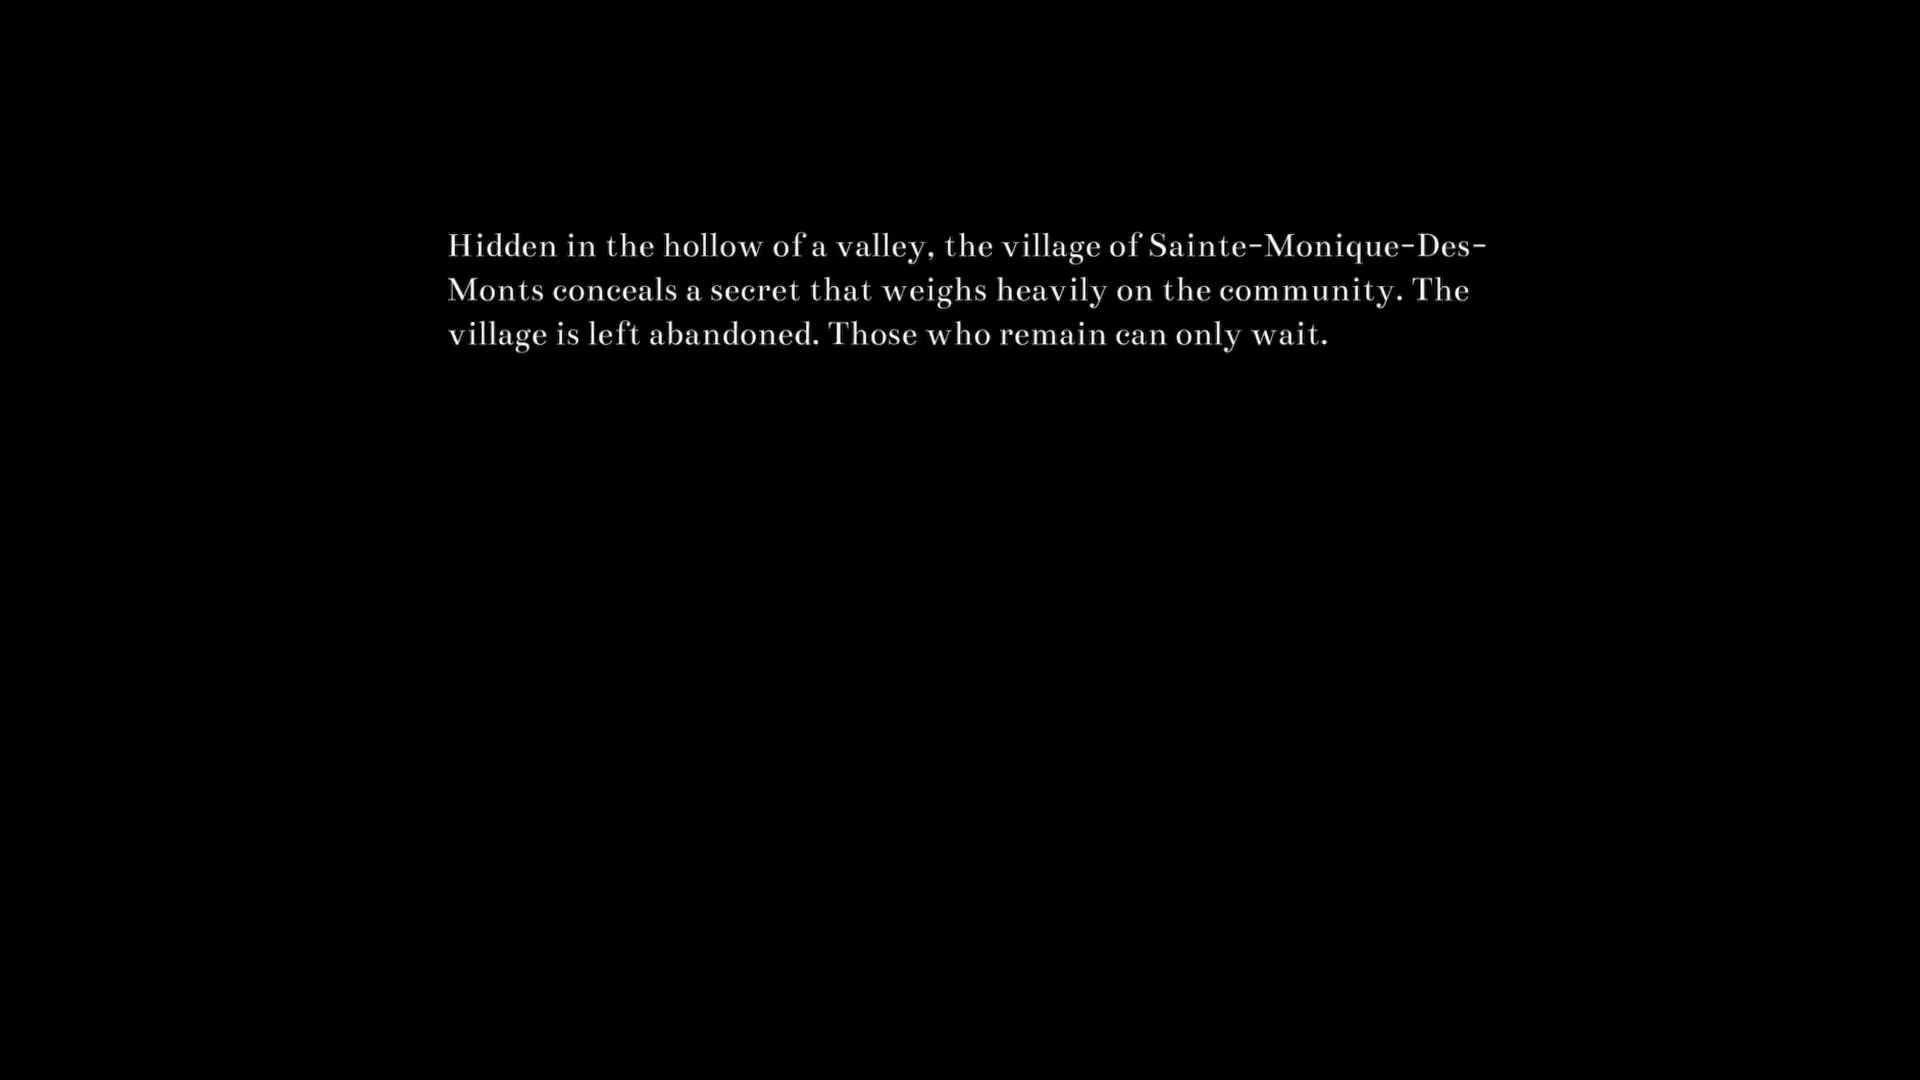 Hidden in the hollow of a valley, the village of Sainte-Monique-Des-
Monts conceals a secret that weighs heavily on the community. The
village is left abandoned. Those who remain can only wait.